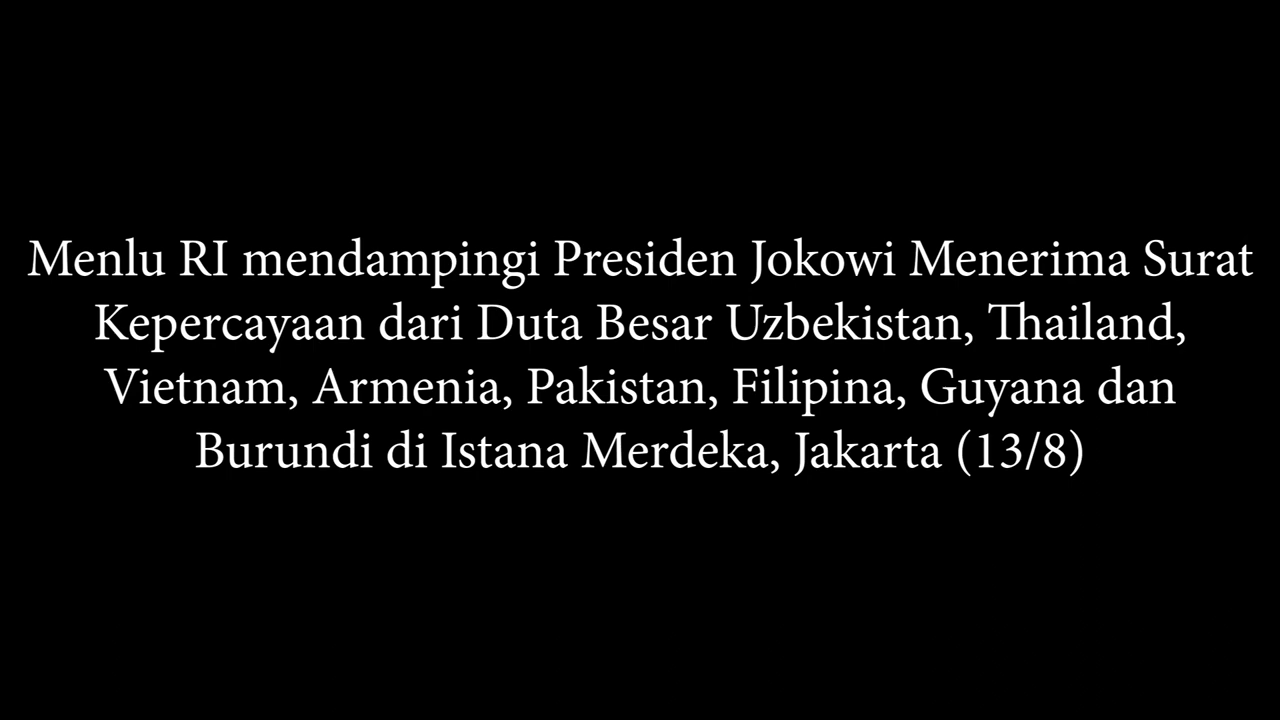 Menlu RI mendampingi Presiden Jokowi Menerima Surat
Kepercayaan dari Duta Besar Uzbekistan, Thailand,
Vietnam, Armenia, Pakistan, Filipina, Guyana dan
Burundi di Istana Merdeka, Jakarta (13/8)